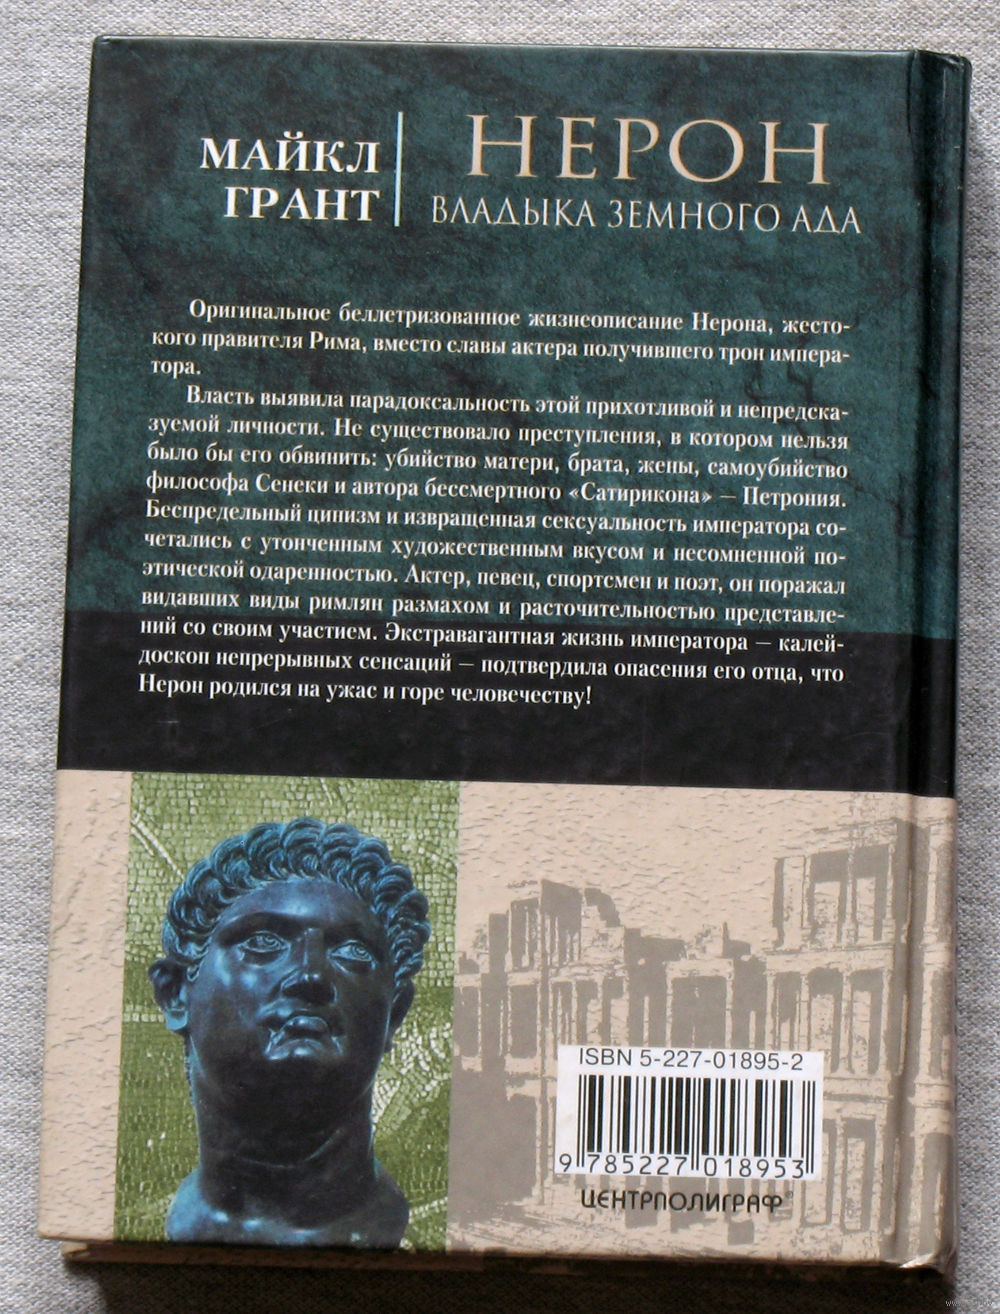 МАЙКЛ
ГРАНТ
НЕРОН
ВЛАДЫКА ЗЕМНОГО АДА
Оригинальное беллетризованное жизнеописание Нерона, жесто-
кого правителя Рима, вместо славы актера получившего трон импера-
тора.
Власть выявила парадоксальность этой прихотливой и непредска-
зуемой личности. Не существовало преступления, в котором нельзя
было бы его обвинить: убийство матери, брата, жены, самоубийство
философа Сенеки и автора бессмертного «Сатирикона» — Петрония.
Беспредельный цинизм и извращенная сексуальность императора со-
четались с утонченным художественным вкусом и несомненной по-
этической одаренностью. Актер, певец, спортсмен и поэт, он поражал
видавших виды римлян размахом и расточительностью представле-
ний со своим участием. Экстравагантная жизнь императора — калей-
доскоп непрерывных сенсаций — подтвердила опасения его отца, что
Нерон родился на ужас и горе человечеству!
ISBN 5-227-01895-2
9 785227 018953
ЦЕНТРПОЛИГРАФ®